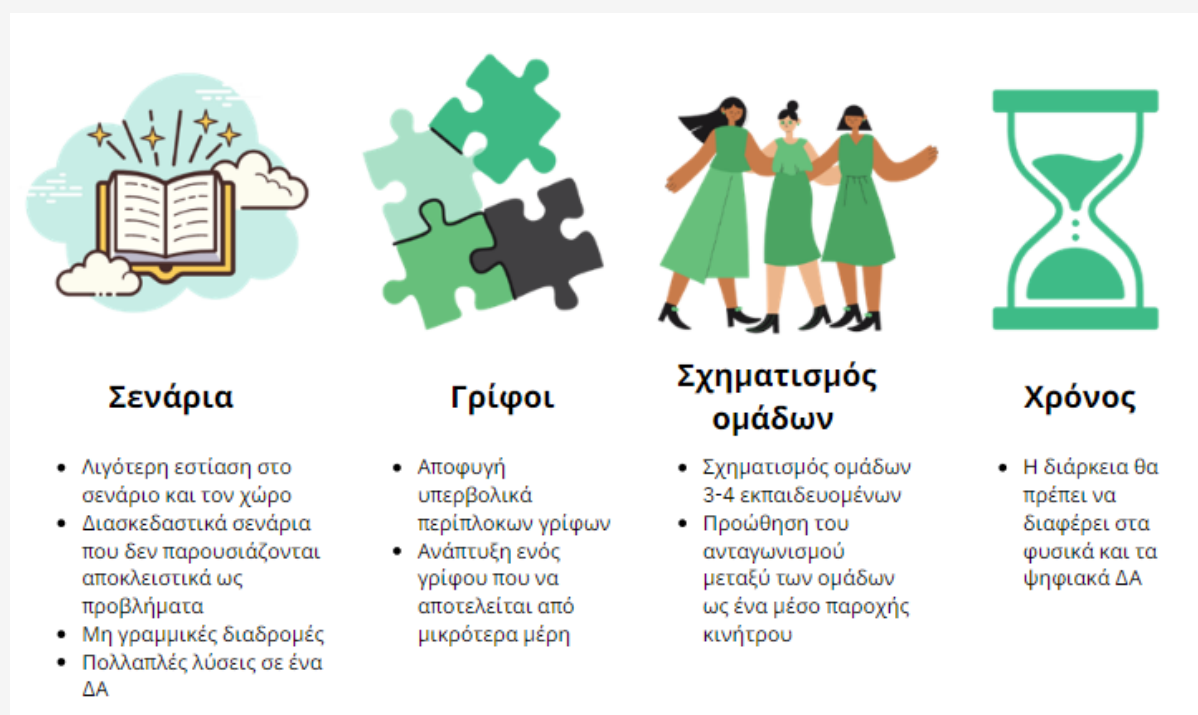 Σενάρια
• Λιγότερη εστίαση στο
σενάριο και τον χώρο
• Διασκεδαστικά σενάρια
που δεν παρουσιάζονται
αποκλειστικά ως
προβλήματα
• Μη γραμμικές διαδρομές
• Πολλαπλές λύσεις σε ένα
ΔΑ
Γρίφοι
• Αποφυγή
υπερβολικά
περίπλοκων γρίφων
• Ανάπτυξη ενός
γρίφου που να
αποτελείται από
μικρότερα μέρη
Σχηματισμός
ομάδων
• Σχηματισμός ομάδων
3-4 εκπαιδευομένων
• Προώθηση του
ανταγωνισμού
μεταξύ των ομάδων
ως ένα μέσο παροχής
κινήτρου
Χρόνος
• Η διάρκεια θα
πρέπει να
διαφέρει στα
φυσικά και τα
ψηφιακά ΔΑ